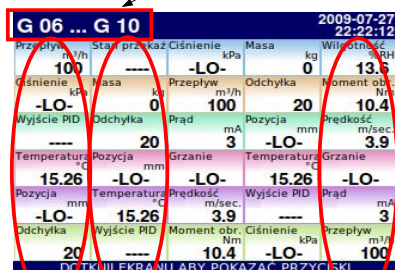 G 06 ... G 10
2009-07-27
22:22:12
Przepływ Stan przekaź Ciśnienie Masa Wilgotność
m³/h kPa kg %RH
100 ---- -LO- 0 13.6
Ciśnienie Masa Przepływ Odchyłka Moment obr.
kPa kg m³/h Nm
-LO- 0 100 20 10.4
Wyjście PID Odchyłka Prąd Pozycja Prędkość
mA mm m/sec.
---- 20 3 -LO- 3.9
Temperatura Pozycja Grzanie Temperatura Grzanie
°C mm °C
15.26 -LO- -LO- 15.26 -LO-
Pozycja Temperatura Prędkość Wyjście PID Prąd
mm °C m/sec. mA
-LO- 15.26 3.9 ---- 3
Odchyłka Wyjście PID Moment obr. Ciśnienie Przepływ
Nm kPa m³/h
20 ---- 10.4 -LO- 100
DOTKNIJ EKRANU ABY POKAZAĆ PRZYCISKI